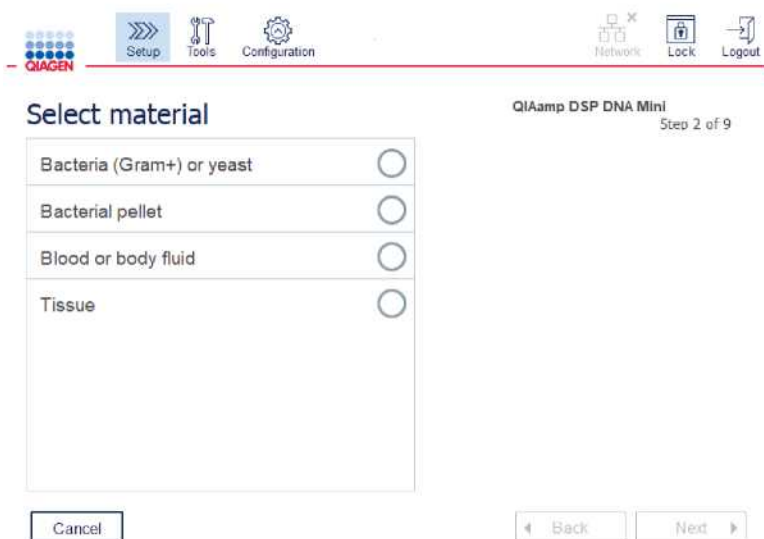 QIAGEN
Setup
Tools
Configuration
Network
Lock
Logout
Select material
QIAamp DSP DNA Mini
Step 2 of 9
Bacteria (Gram+) or yeast
Bacterial pellet
Blood or body fluid
Tissue
Cancel
Back
Next